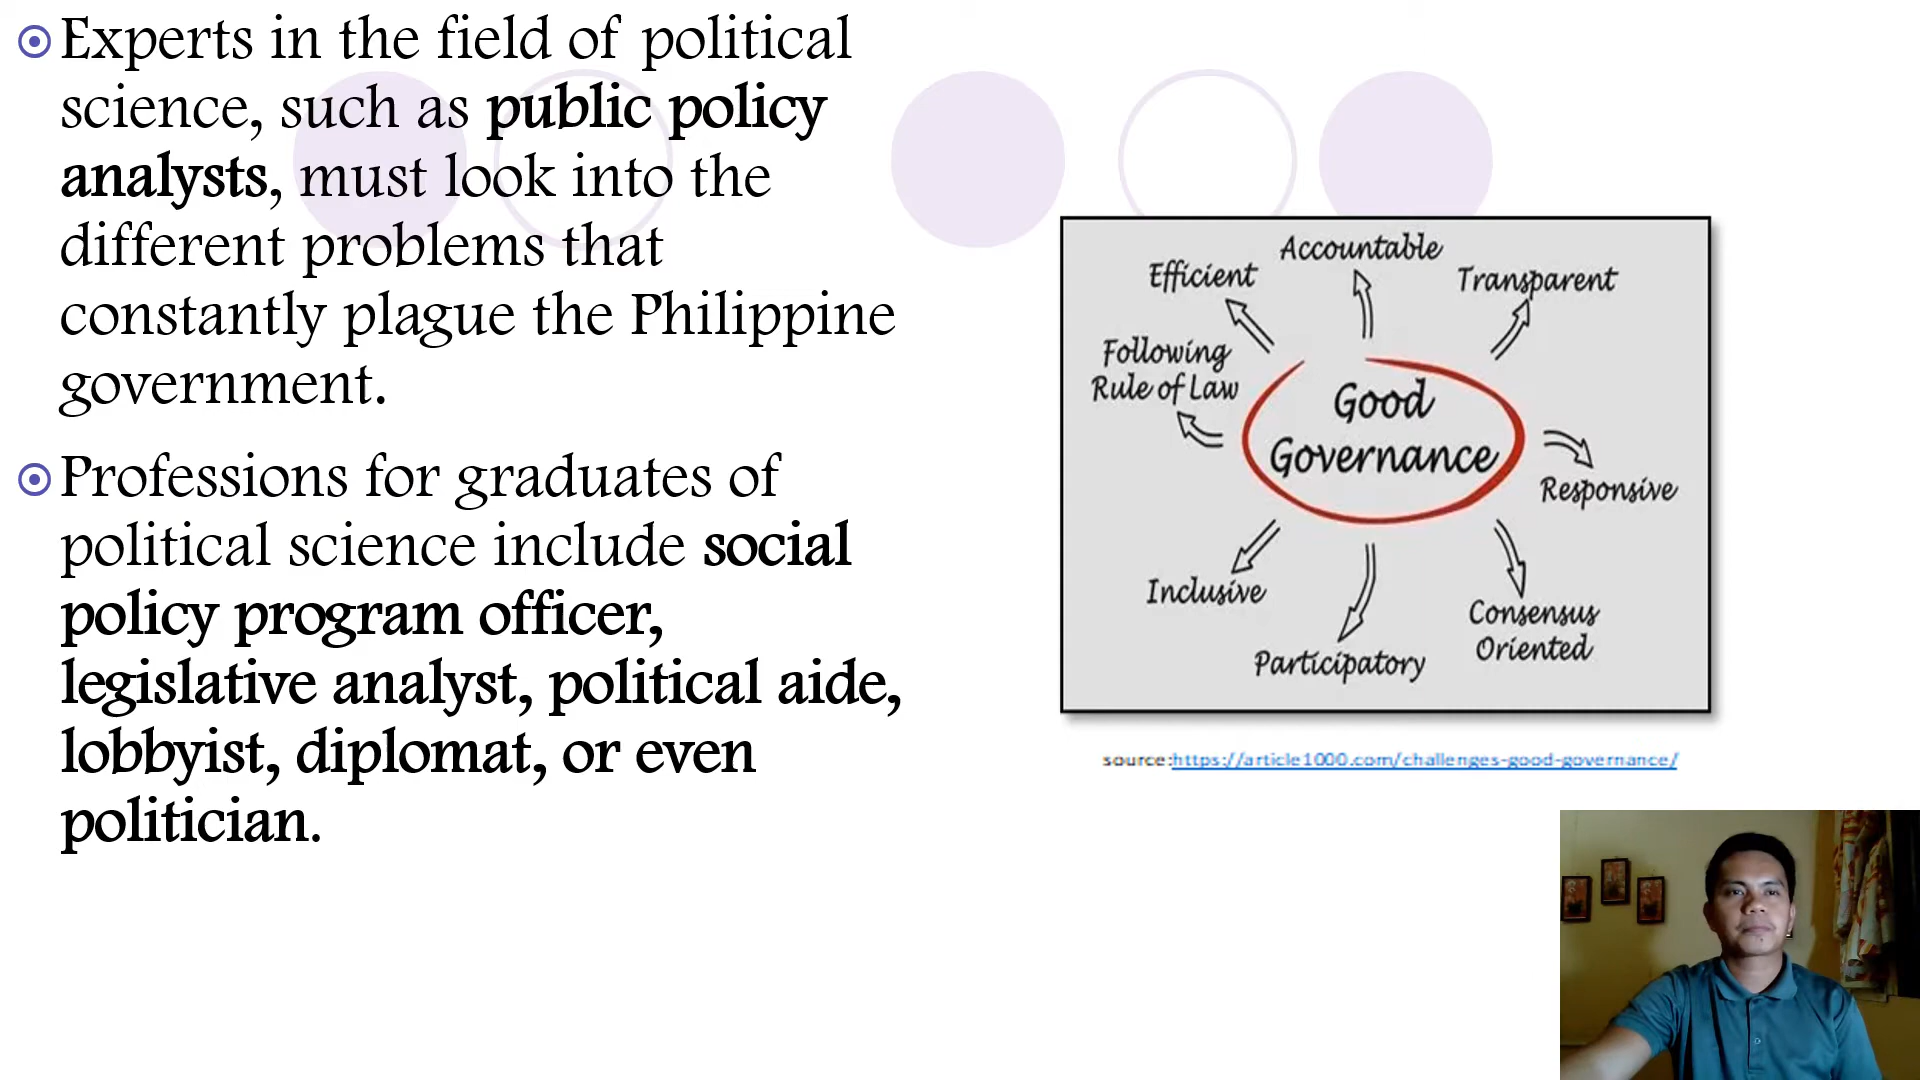 Experts in the field of political
science, such as public policy
analysts, must look into the
different problems that
constantly plague the Philippine
government.
Professions for graduates of
political science include social
policy program officer,
legislative analyst, political aide,
lobbyist, diplomat, or even
politician.
Accountable
Efficient
Transparent
Following
Rule of Law
Good
Governance
Responsive
Inclusive
Consensus
Oriented
Participatory
source:https://article1000.com/challenges-good-governance/